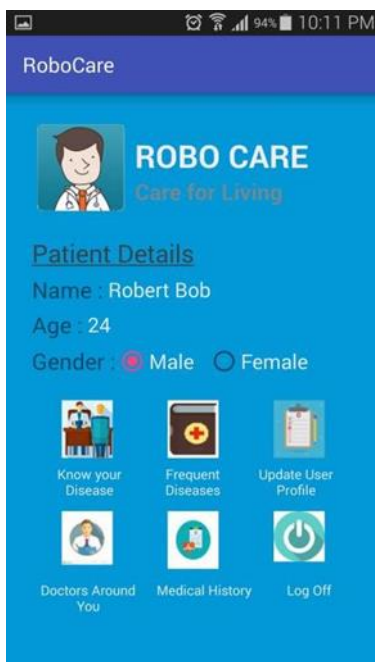 94% 10:11 PM
RoboCare
ROBO CARE
Care for Living
Patient Details
Name : Robert Bob
Age : 24
Gender : Male Female
Know your
Disease
Frequent
Diseases
Update User
Profile
Doctors Around
You
Medical History
Log Off